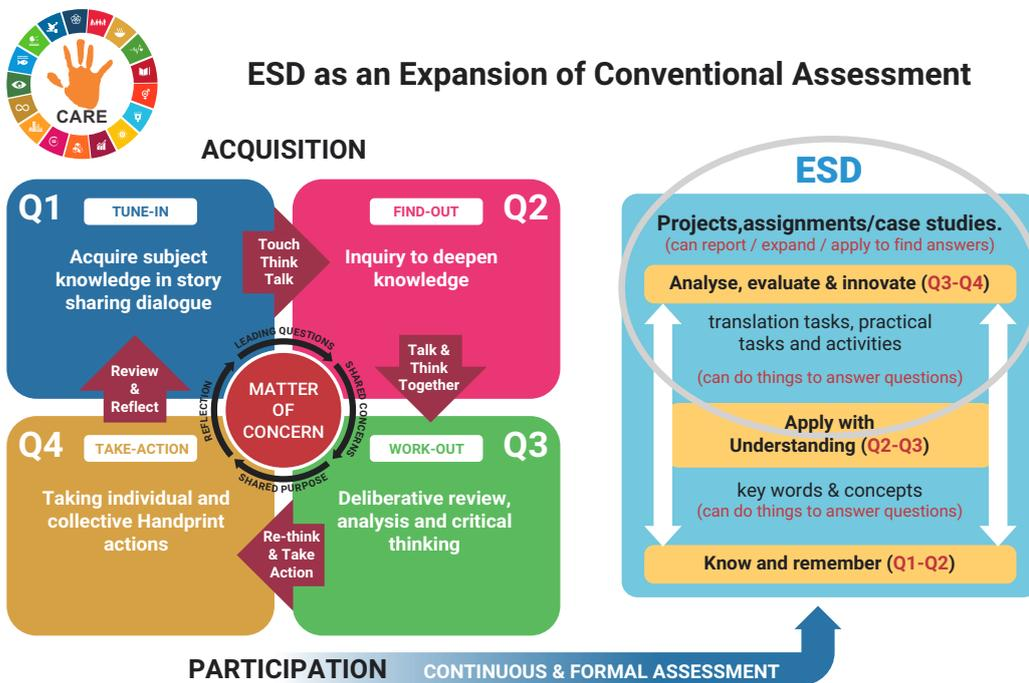 CARE
ESD as an Expansion of Conventional Assessment
ACQUISITION
Q1
TUNE-IN
Acquire subject
knowledge in story
sharing dialogue
Touch
Think
Talk
FIND-OUT
Q2
Inquiry to deepen
knowledge
Talk &
Think
Together
Review
&
Reflect
LEADING QUESTIONS
SHARED CONCERNS
SHARED PURPOSE
REFLECTION
MATTER
OF
CONCERN
Q4
TAKE-ACTION
Taking individual and
collective Handprint
actions
WORK-OUT
Q3
Deliberative review,
analysis and critical
thinking
Re-think
& Take
Action
PARTICIPATION
CONTINUOUS & FORMAL ASSESSMENT
ESD
Projects,assignments/case studies.
(can report / expand / apply to find answers)
Analyse, evaluate & innovate (Q3-Q4)
translation tasks, practical
tasks and activities
(can do things to answer questions)
Apply with
Understanding (Q2-Q3)
key words & concepts
(can do things to answer questions)
Know and remember (Q1-Q2)